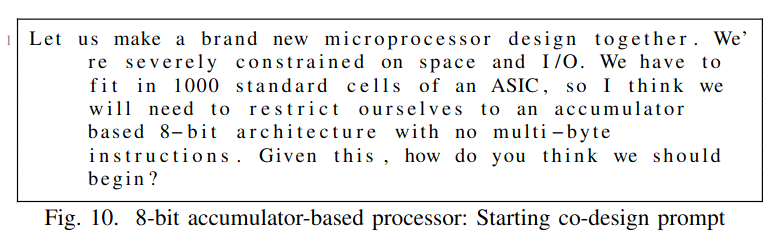 1 Let us make a brand new microprocessor design together. We’
re severely constrained on space and I/O. We have to
fit in 1000 standard cells of an ASIC, so I think we
will need to restrict ourselves to an accumulator
based 8-bit architecture with no multi-byte
instructions. Given this, how do you think we should
begin?
Fig. 10. 8-bit accumulator-based processor: Starting co-design prompt